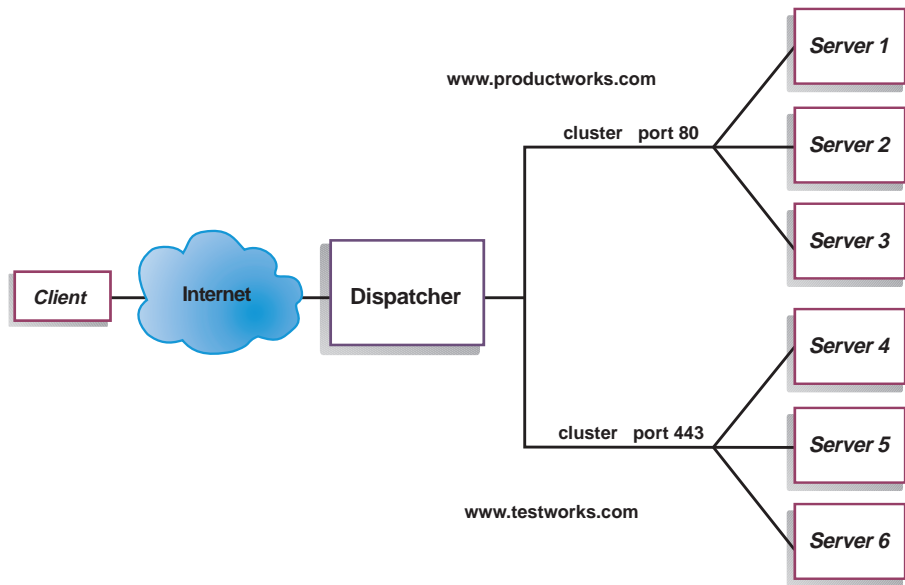 Server 1
www.productworks.com
cluster port 80
Server 2
Server 3
Client
Internet
Dispatcher
Server 4
cluster port 443
Server 5
www.testworks.com
Server 6